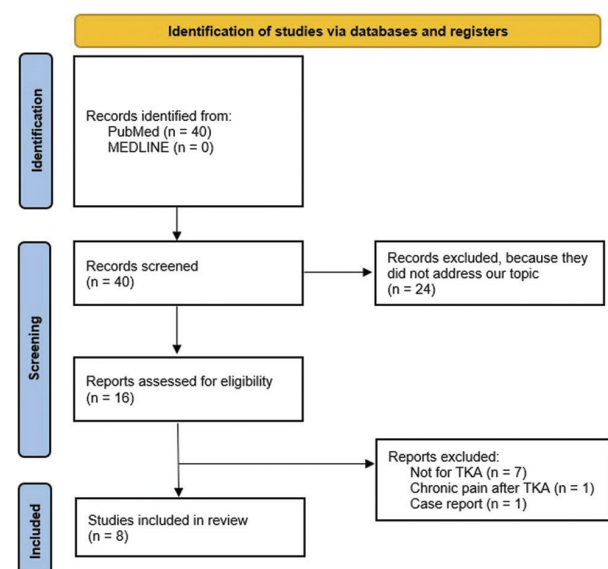 Identification of studies via databases and registers
Identification
Records identified from:
PubMed (n = 40)
MEDLINE (n = 0)
Screening
Records screened
(n = 40)
Records excluded, because they
did not address our topic
(n = 24)
Reports assessed for eligibility
(n = 16)
Reports excluded:
Not for TKA (n = 7)
Chronic pain after TKA (n = 1)
Case report (n = 1)
Included
Studies included in review
(n = 8)